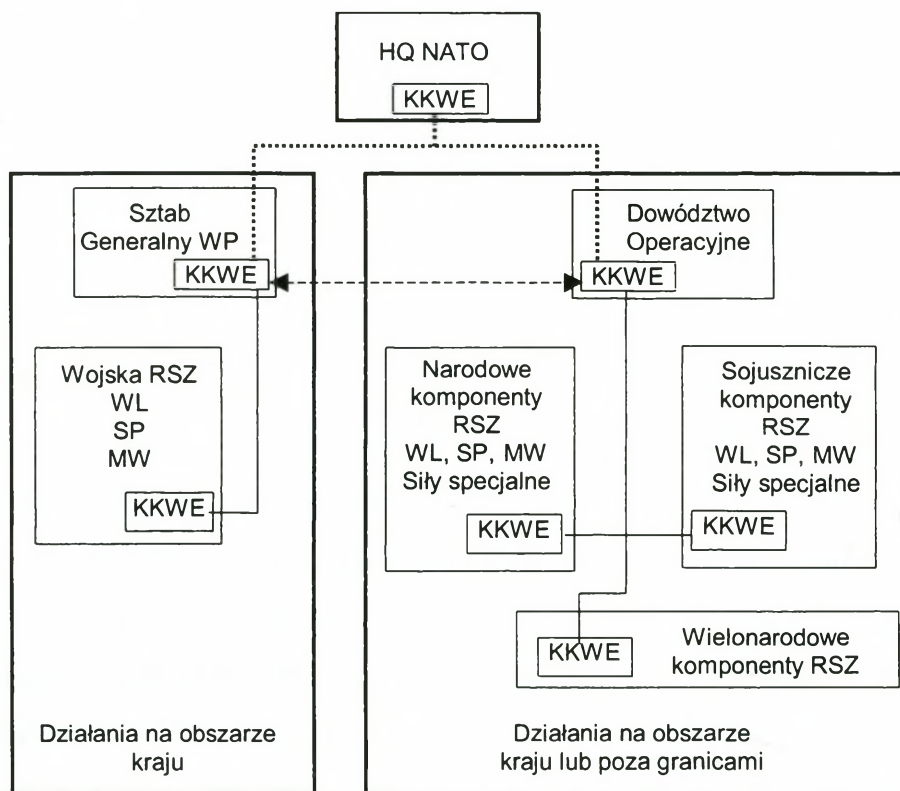 HQ NATO
KKWE
Sztab
Generalny WP
KKWE
Wojska RSZ
WL
SP
MW
KKWE
Działania na obszarze
kraju
Dowództwo
Operacyjne
KKWE
Narodowe
komponenty
RSZ
WL, SP, MW
Siły specjalne
KKWE
Sojusznicze
komponenty
RSZ
WL, SP, MW
Siły specjalne
KKWE
KKWE
Wielonarodowe
komponenty RSZ
Działania na obszarze
kraju lub poza granicami